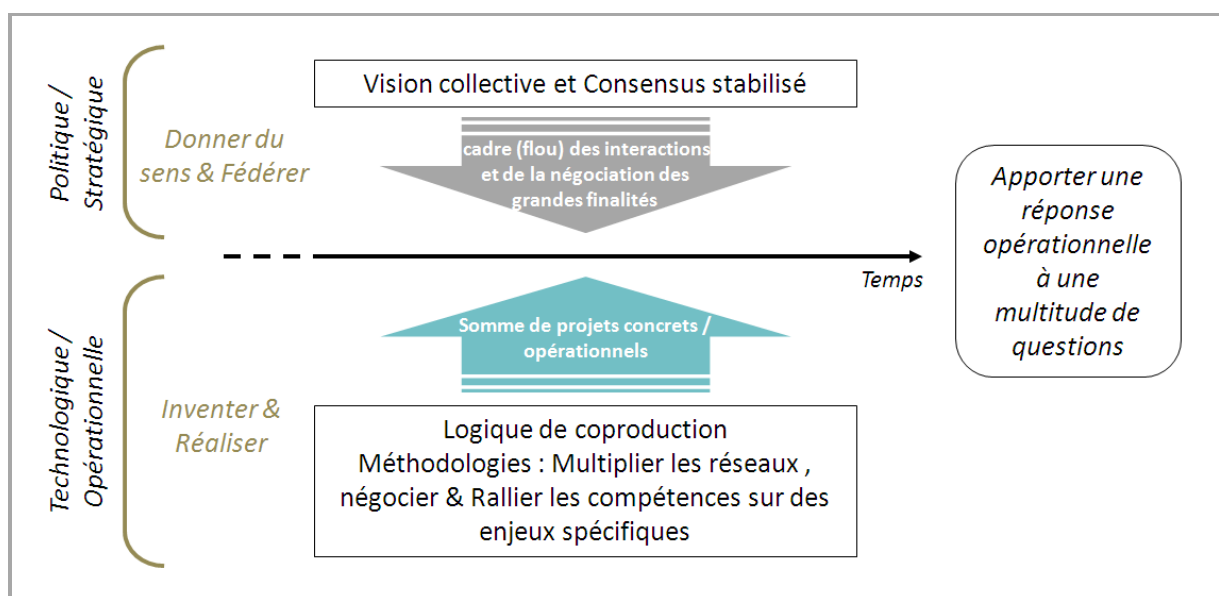 Politique /
Stratégique
Donner du
sens & Fédérer
Vision collective et Consensus stabilisé
cadre (flou) des interactions
et de la négociation des
grandes finalités
Temps
Apporter une
réponse
opérationnelle
à une
multitude de
questions
Technologique /
Opérationnelle
Inventer &
Réaliser
Somme de projets concrets /
opérationnels
Logique de coproduction
Méthodologies : Multiplier les réseaux ,
négocier & Rallier les compétences sur des
enjeux spécifiques